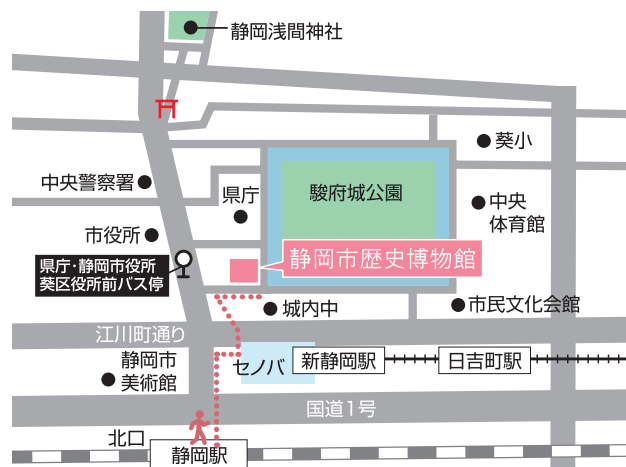 静岡浅間神社
葵小
中央警察署
県庁
駿府城公園
中央
体育館
市役所
静岡市歴史博物館
県庁・静岡市役所
葵区役所前バス停
城内中
市民文化会館
江川町通り
静岡市
美術館
セノバ
新静岡駅
日吉町駅
国道1号
北口
静岡駅